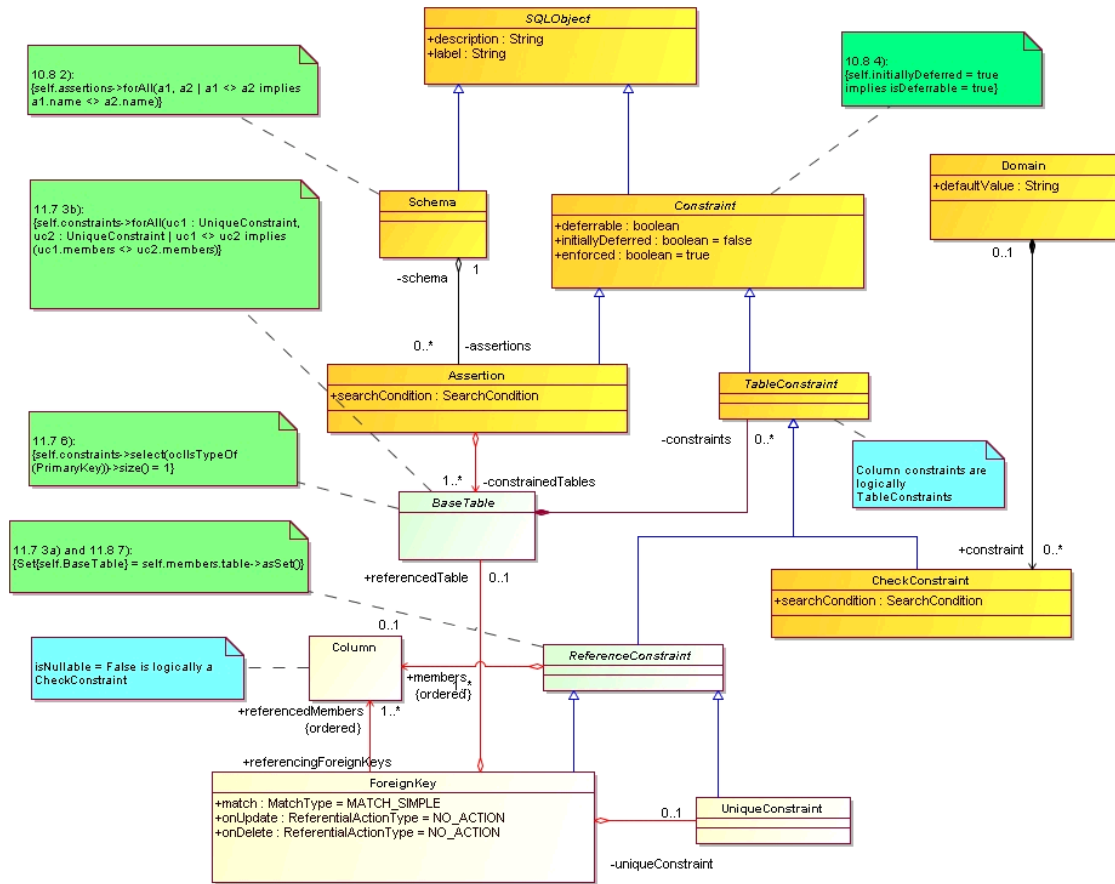 SQLObject
+description : String
+label : String
10.8 2):
{self.assertions->forAll(a1, a2 | a1 <> a2 implies
a1.name <> a2.name)}
10.8 4):
{self.initiallyDeferred = true
implies isDeferrable = true}
Domain
+defaultValue : String
11.7 3b):
{self.constraints->forAll(uc1 : UniqueConstraint,
uc2 : UniqueConstraint | uc1 <> uc2 implies
(uc1.members <> uc2.members)}
Schema
Constraint
+deferrable : boolean
+initiallyDeferred : boolean = false
+enforced : boolean = true
0..1
1
-schema
0..*
-assertions
Assertion
+searchCondition : SearchCondition
TableConstraint
11.7 6):
{self.constraints->select(oclIsTypeOf
(PrimaryKey))->size() = 1}
-constraints
0..*
Column constraints are
logically
TableConstraints
1..*
-constrainedTables
BaseTable
11.7 3a) and 11.8 7):
{Set{self.BaseTable} = self.members.table->asSet()}
+constraint
0..*
+referencedTable
0..1
CheckConstraint
+searchCondition : SearchCondition
0..1
Column
isNullable = False is logically a
CheckConstraint
ReferenceConstraint
+members
1..*
{ordered}
+referencedMembers
1..*
{ordered}
+referencingForeignKeys
ForeignKey
+match : MatchType = MATCH_SIMPLE
+onUpdate : ReferentialActionType = NO_ACTION
+onDelete : ReferentialActionType = NO_ACTION
0..1
UniqueConstraint
-uniqueConstraint